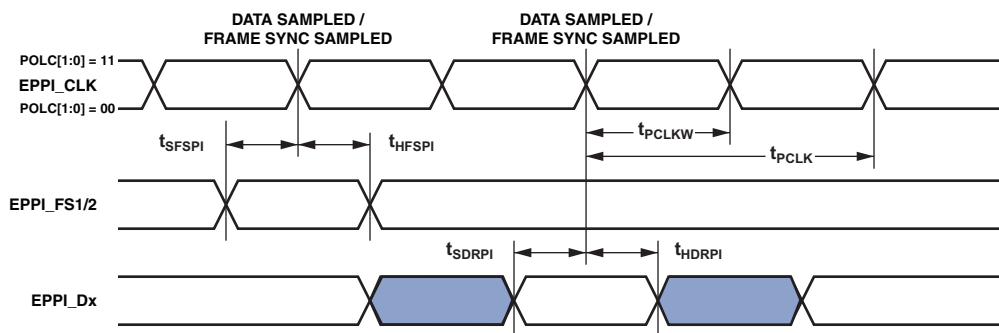 DATA SAMPLED /
FRAME SYNC SAMPLED
DATA SAMPLED /
FRAME SYNC SAMPLED
POLC[1:0] = 11
EPPI_CLK
POLC[1:0] = 00
tSFSPI
tHFSPI
tPCLKW
tPCLK
EPPI_FS1/2
tSDRPI
tHDRPI
EPPI_Dx